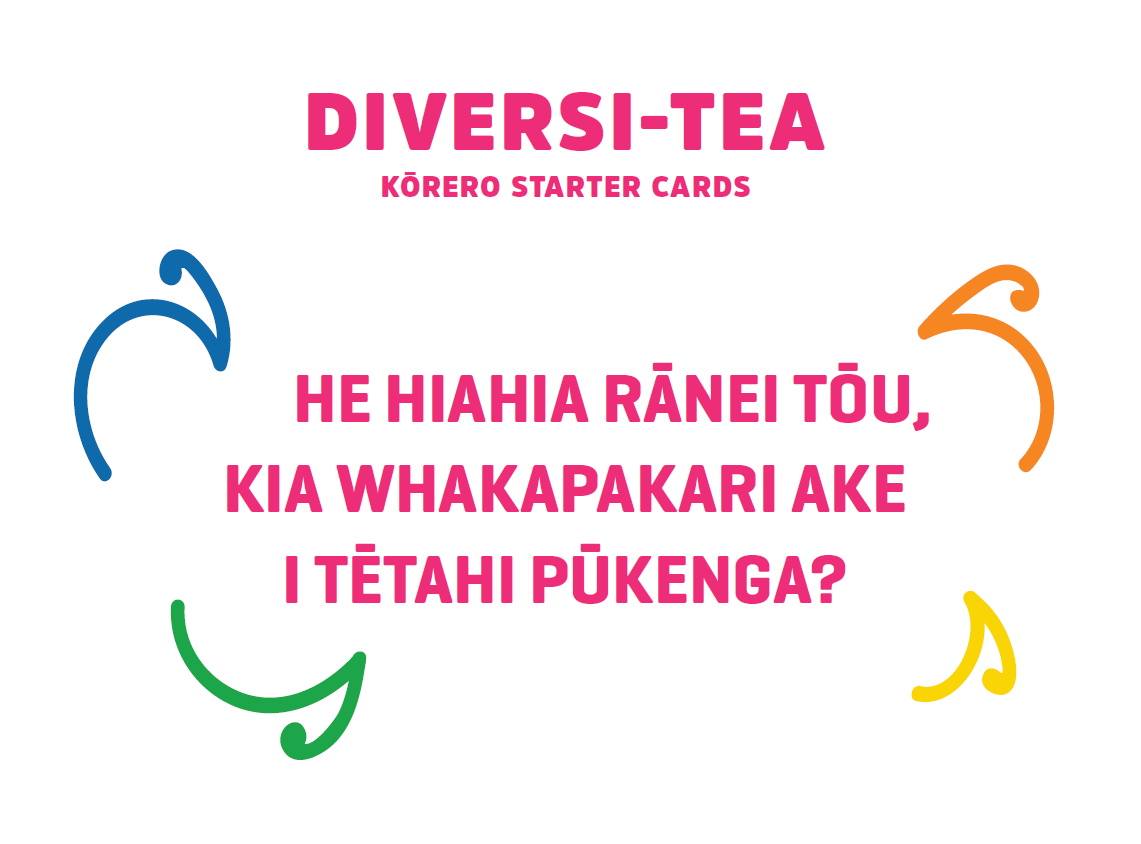 DIVERSI-TEA
KŌRERO STARTER CARDS
HE HIAHIA RĀNEI TŌU,
KIA WHAKAPAKARI AKE
I TĒTAHI PŪKENGA?